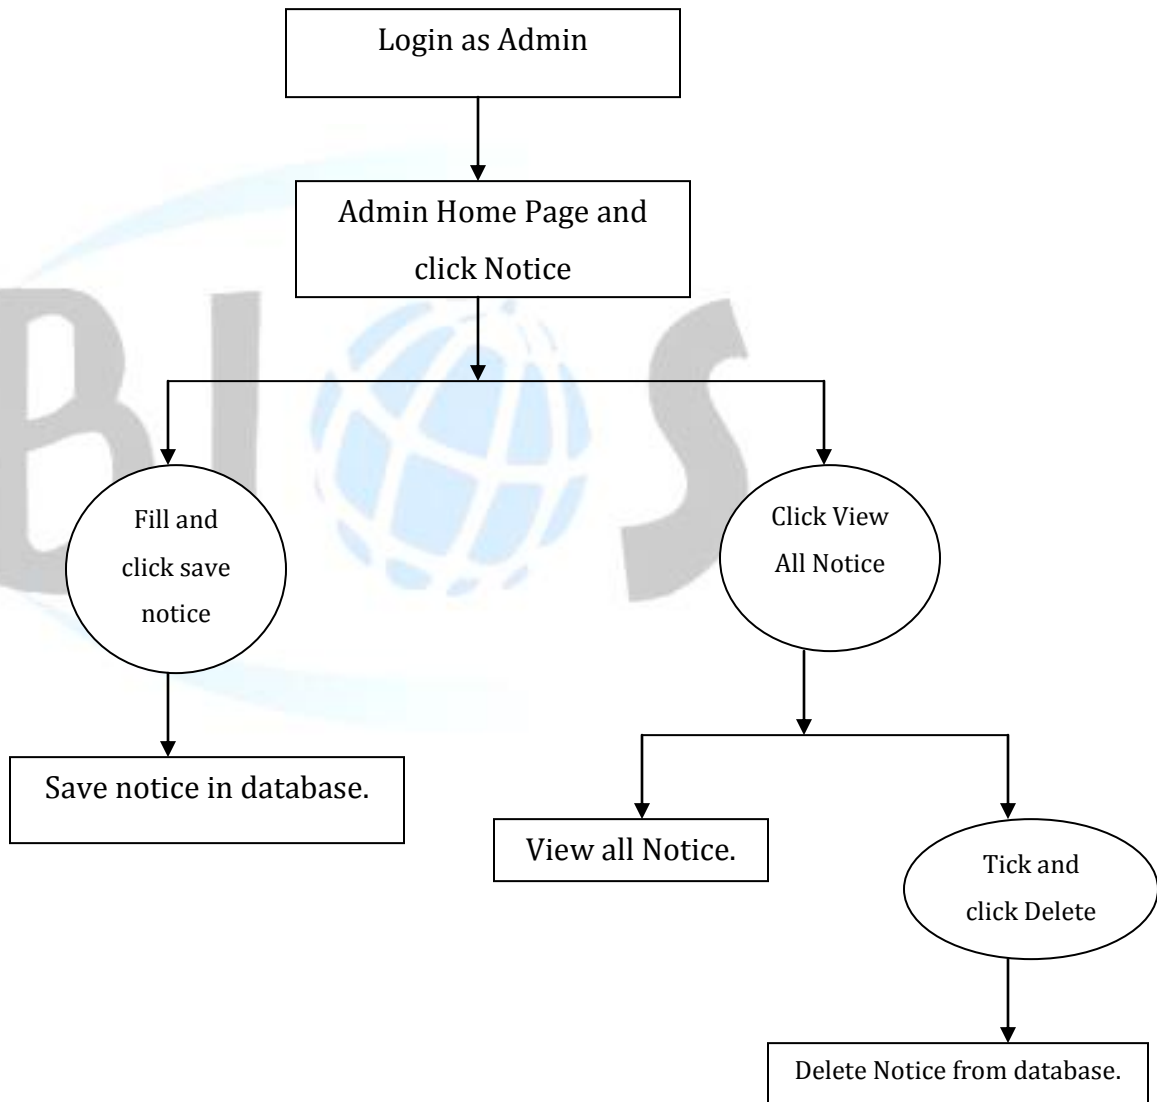 Login as Admin
Admin Home Page and
click Notice
BIOS
Fill and
click save
notice
Click View
All Notice
Save notice in database.
View all Notice.
Tick and
click Delete
Delete Notice from database.